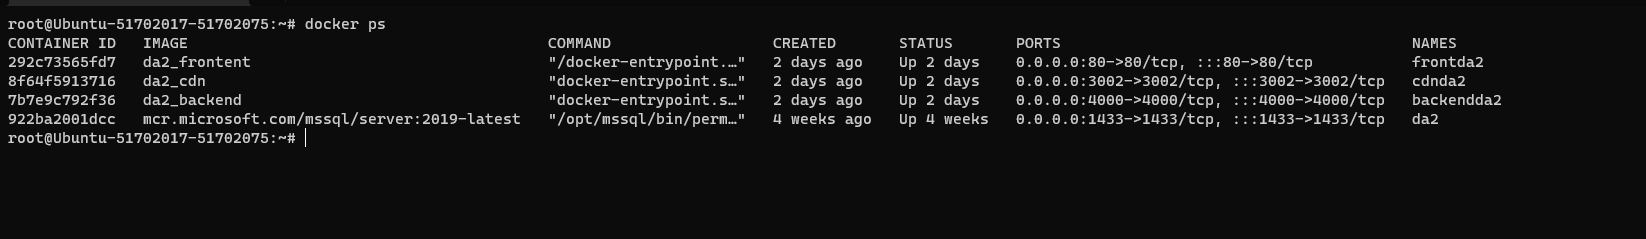 root@Ubuntu-51702017-51702075:~# docker ps
CONTAINER ID   IMAGE                                        COMMAND                  CREATED       STATUS       PORTS                                       NAMES
292c73565fd7   da2_frontent                                 "/docker-entrypoint.…"   2 days ago    Up 2 days    0.0.0.0:80->80/tcp, :::80->80/tcp           frontda2
8f64f5913716   da2_cdn                                      "docker-entrypoint.s…"   2 days ago    Up 2 days    0.0.0.0:3002->3002/tcp, :::3002->3002/tcp   cdnda2
7b7e9c792f36   da2_backend                                  "docker-entrypoint.s…"   2 days ago    Up 2 days    0.0.0.0:4000->4000/tcp, :::4000->4000/tcp   backendda2
922ba2001dcc   mcr.microsoft.com/mssql/server:2019-latest   "/opt/mssql/bin/perm…"   4 weeks ago   Up 4 weeks   0.0.0.0:1433->1433/tcp, :::1433->1433/tcp   da2
root@Ubuntu-51702017-51702075:~#